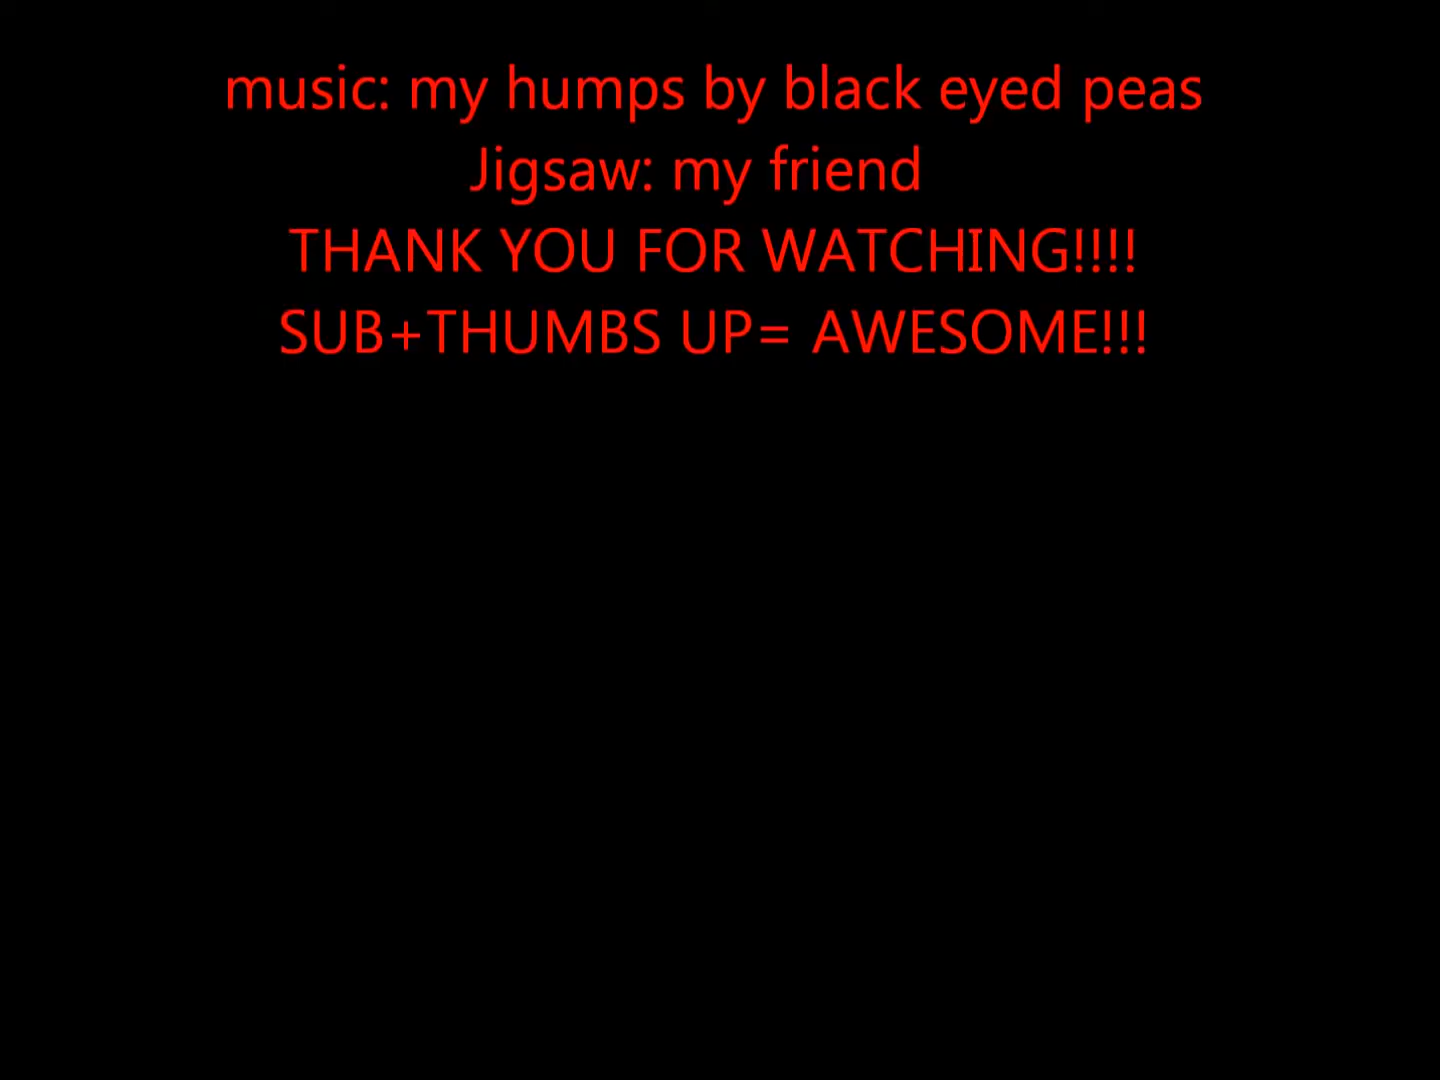 music: my humps by black eyed peas
Jigsaw: my friend
THANK YOU FOR WATCHING!!!!
SUB+THUMBS UP= AWESOME!!!